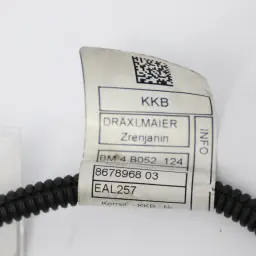 KKB
DRÄXLMAIER
Zrenjanin
BM 4 B052 124
8678968 03
EAL257
INFO